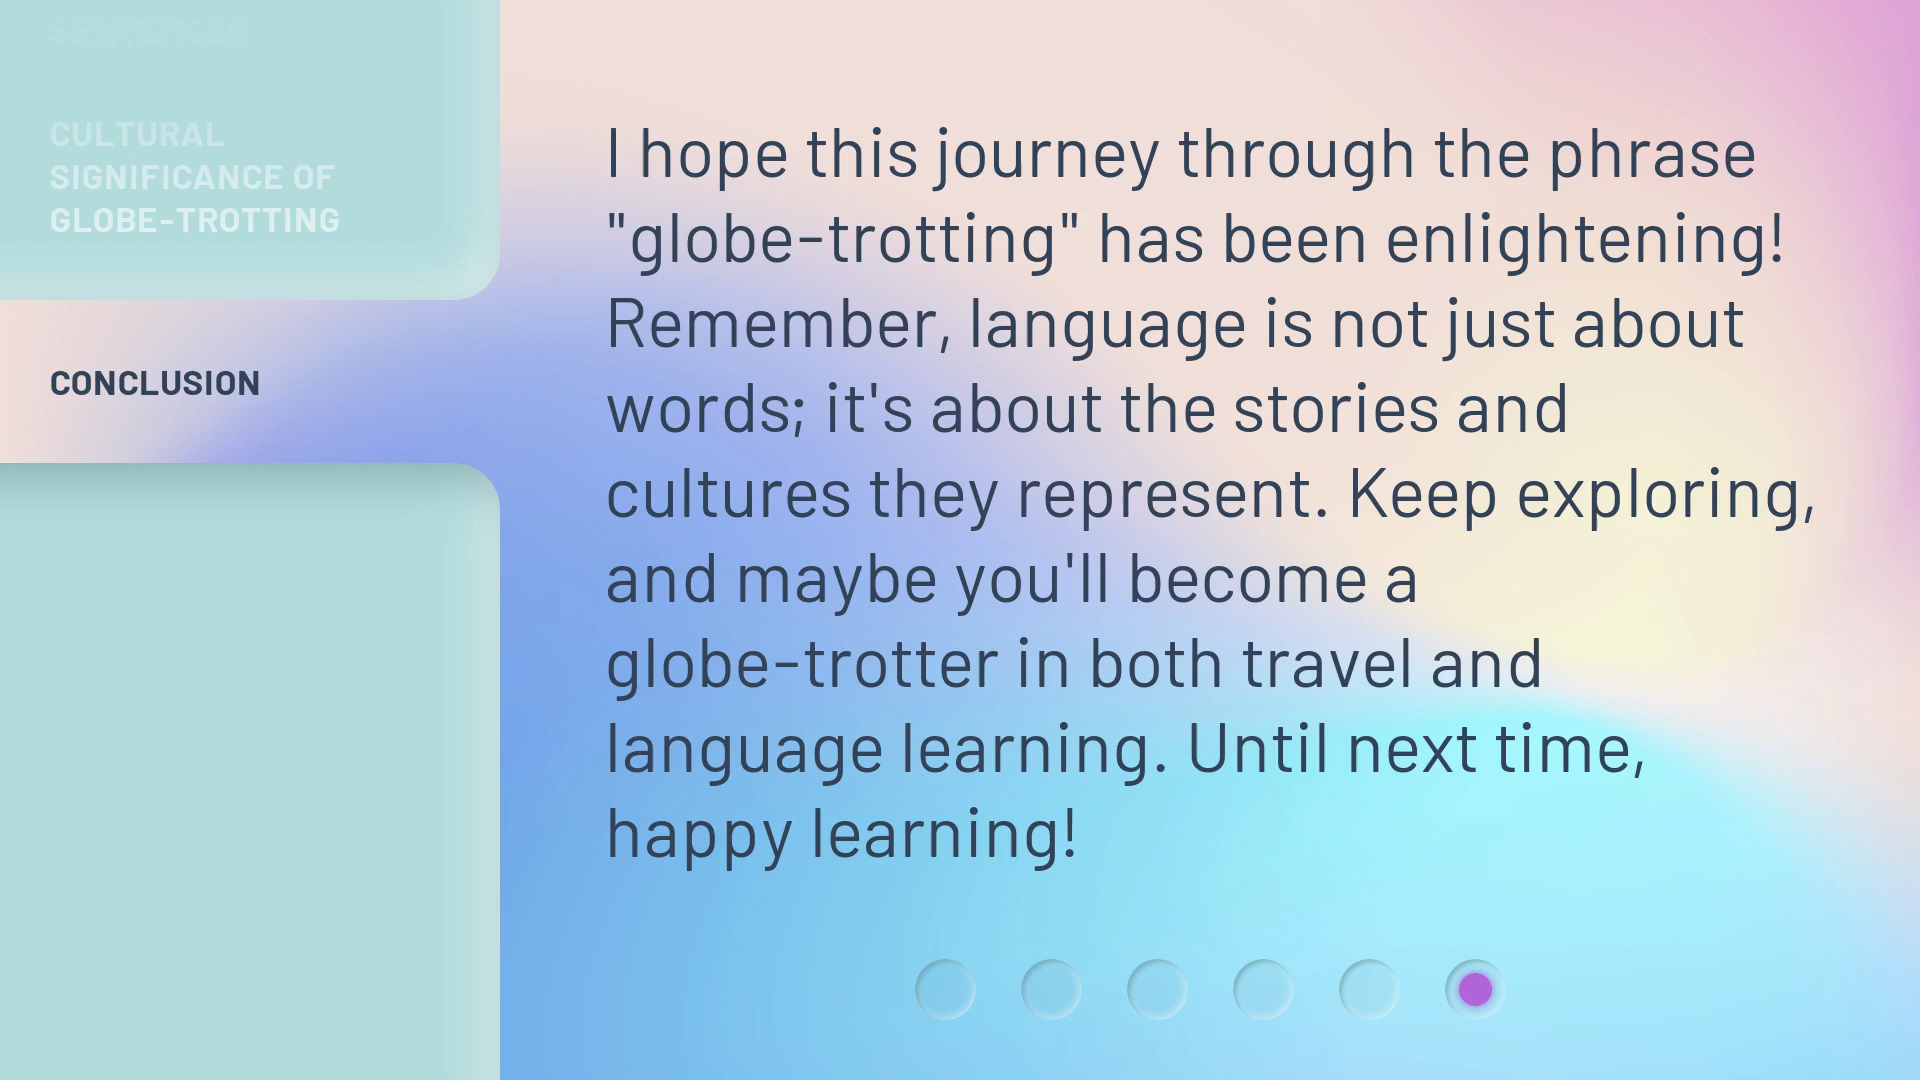 SENTENCES
CULTURAL
SIGNIFICANCE OF
GLOBE-TROTTING
CONCLUSION
I hope this journey through the phrase
"globe-trotting" has been enlightening!
Remember, language is not just about
words; it's about the stories and
cultures they represent. Keep exploring,
and maybe you'll become a
globe-trotter in both travel and
language learning. Until next time,
happy learning!